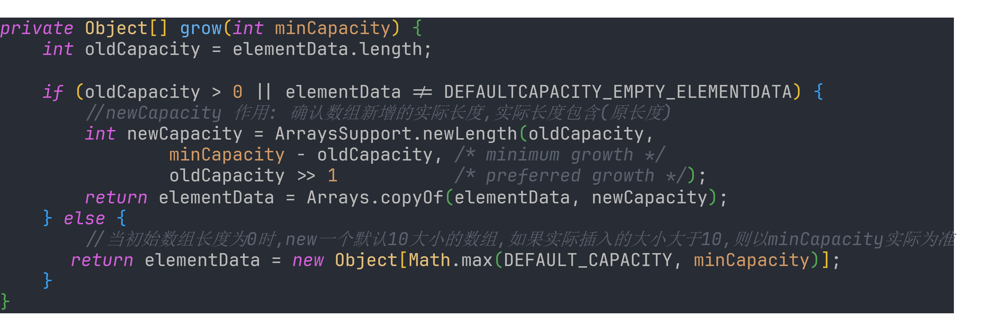 private Object[] grow(int minCapacity) {
    int oldCapacity = elementData.length;

    if (oldCapacity > 0 || elementData != DEFAULTCAPACITY_EMPTY_ELEMENTDATA) {
        //newCapacity 作用: 确认数组新增的实际长度,实际长度包含(原长度)
        int newCapacity = ArraysSupport.newLength(oldCapacity,
                minCapacity - oldCapacity, /* minimum growth */
                oldCapacity >> 1           /* preferred growth */);
        return elementData = Arrays.copyOf(elementData, newCapacity);
    } else {
        //当初始数组长度为0时,new一个默认10大小的数组,如果实际插入的大小大于10,则以minCapacity实际为准
       return elementData = new Object[Math.max(DEFAULT_CAPACITY, minCapacity)];
    }
}